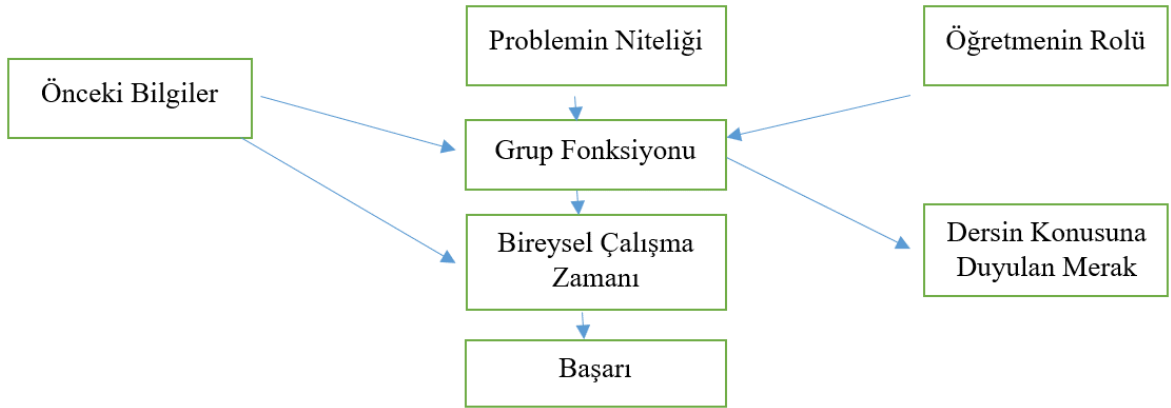 Problemin Niteliği
Öğretmenin Rolü
Önceki Bilgiler
Grup Fonksiyonu
Bireysel Çalışma
Zamanı
Dersin Konusuna
Duyulan Merak
Başarı